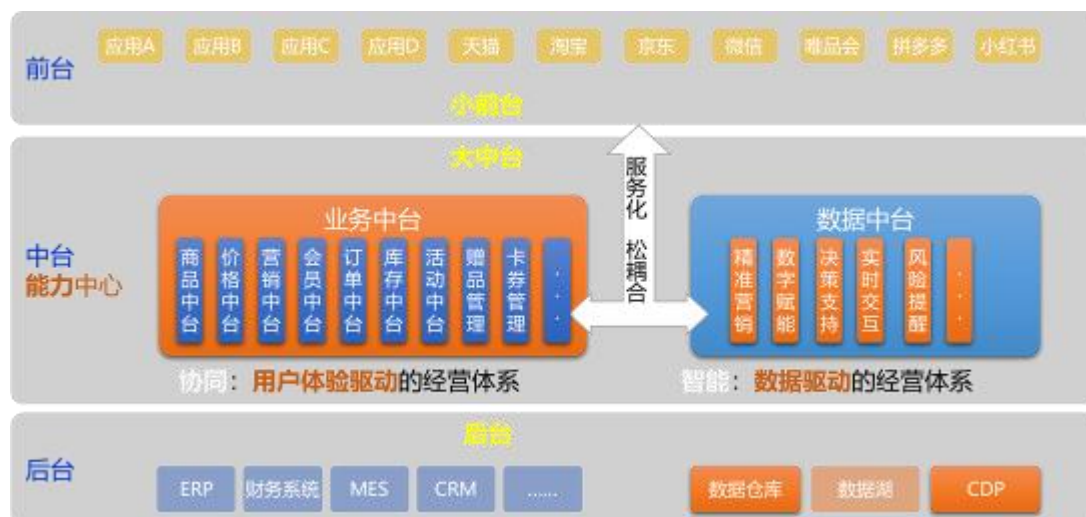 应用A 应用B 应用C 应用D 天猫 淘宝 京东 微信 唯品会 拼多多 小红书
前台
小前台
大中台
服务化 松耦合
业务中台
数据中台
中台
能力中心
商品中台
价格中台
营销中台
会员中台
订单中台
库存中台
活动中台
赠品管理
卡券管理
...
精准营销
数字赋能
决策支持
实时交互
风险提醒
...
协同：用户体验驱动的经营体系
智能：数据驱动的经营体系
后台
后台
ERP 财务系统 MES CRM …… 数据仓库 数据湖 CDP